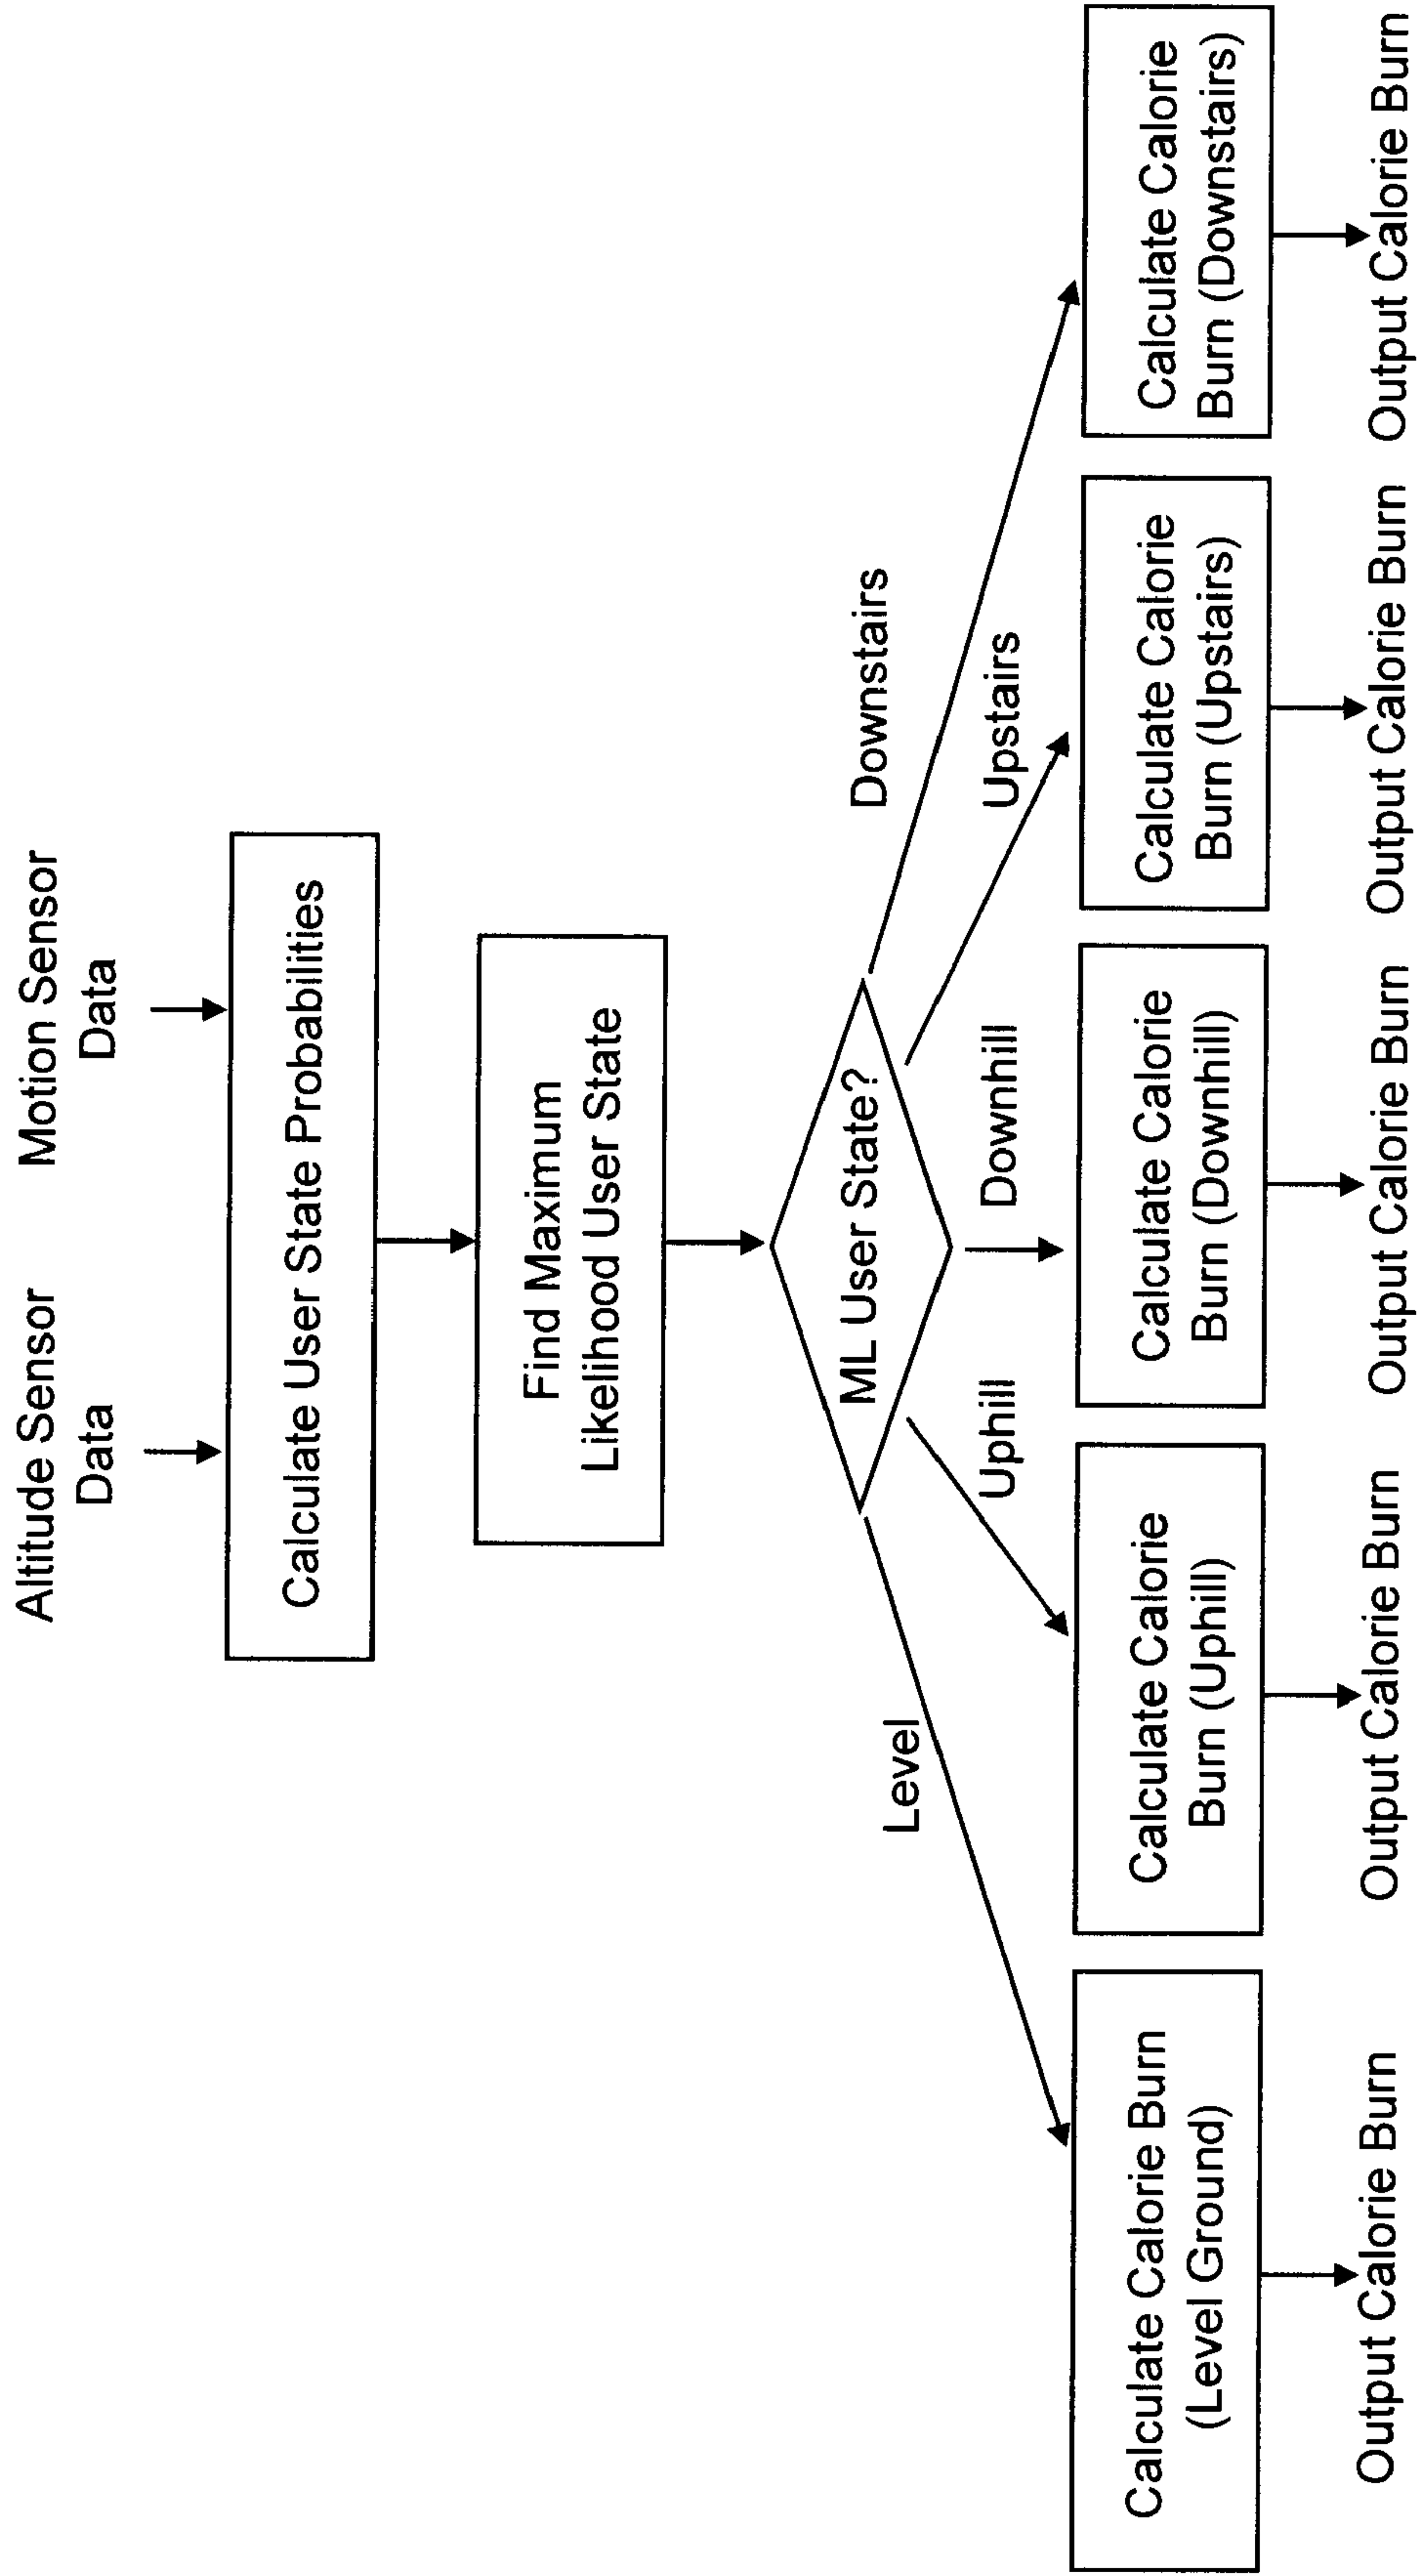 Altitude Sensor
Data
Motion Sensor
Data
Calculate User State Probabilities
Find Maximum
Likelihood User State
ML User State?
Level
Uphill
Downhill
Upstairs
Downstairs
Calculate Calorie Burn
(Level Ground)
Calculate Calorie
Burn (Uphill)
Calculate Calorie
Burn (Downhill)
Calculate Calorie
Burn (Upstairs)
Calculate Calorie
Burn (Downstairs)
Output Calorie Burn
Output Calorie Burn
Output Calorie Burn
Output Calorie Burn
Output Calorie Burn